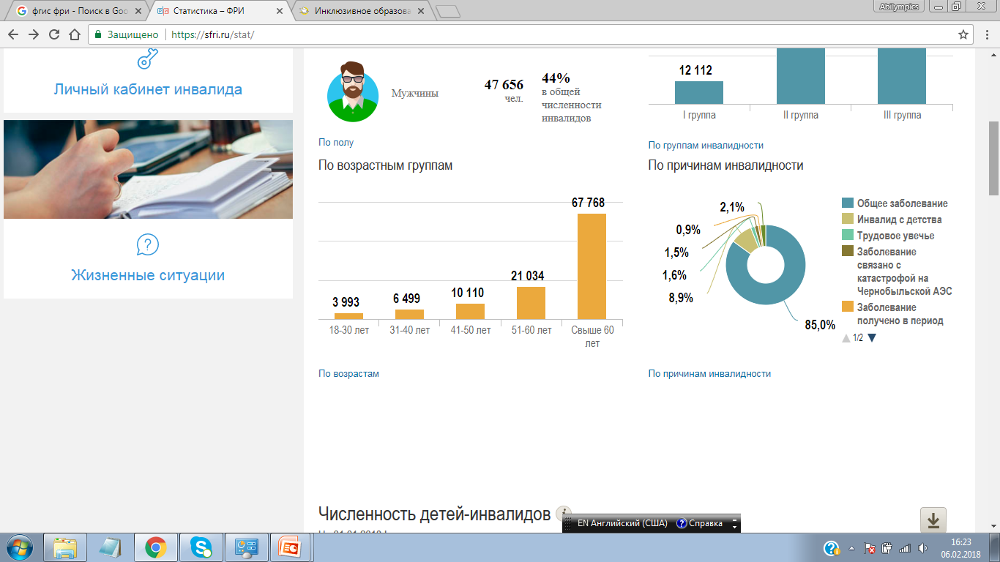 фгис фри - Поиск в Goo
Статистика – ФРИ
Инклюзивное образова
Abilympics
Защищено
https://sfri.ru/stat/
Личный кабинет инвалида
Жизненные ситуации
Мужчины
47 656
чел.
44%
в общей
численности
инвалидов
12 112
I группа
II группа
III группа
По полу
По группам инвалидности
По возрастным группам
67 768
21 034
10 110
6 499
3 993
18-30 лет
31-40 лет
41-50 лет
51-60 лет
Свыше 60
лет
По возрастам
По причинам инвалидности
2,1%
0,9%
1,5%
1,6%
8,9%
85,0%
Общее заболевание
Инвалид с детства
Трудовое увечье
Заболевание
связано с
катастрофой на
Чернобыльской АЭС
Заболевание
получено в период
1/2
По причинам инвалидности
Численность детей-инвалидов
EN Английский (США)
Справка
16:23
06.02.2018